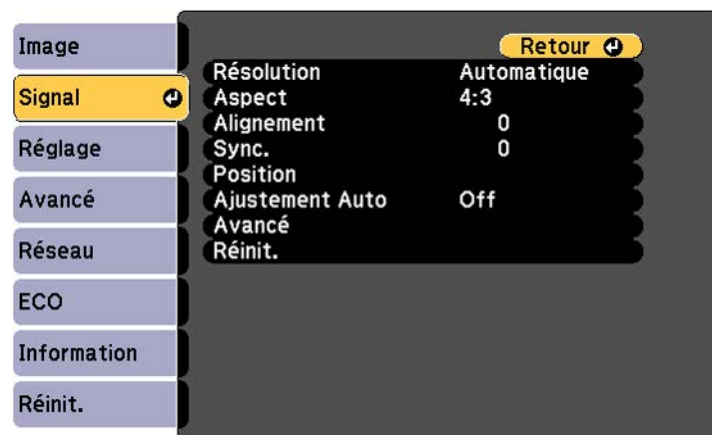 Image
Signal
Réglage
Avancé
Réseau
ECO
Information
Réinit.
Retour
Résolution Automatique
Aspect 4:3
Alignement 0
Sync. 0
Position
Ajustement Auto Off
Avancé
Réinit.